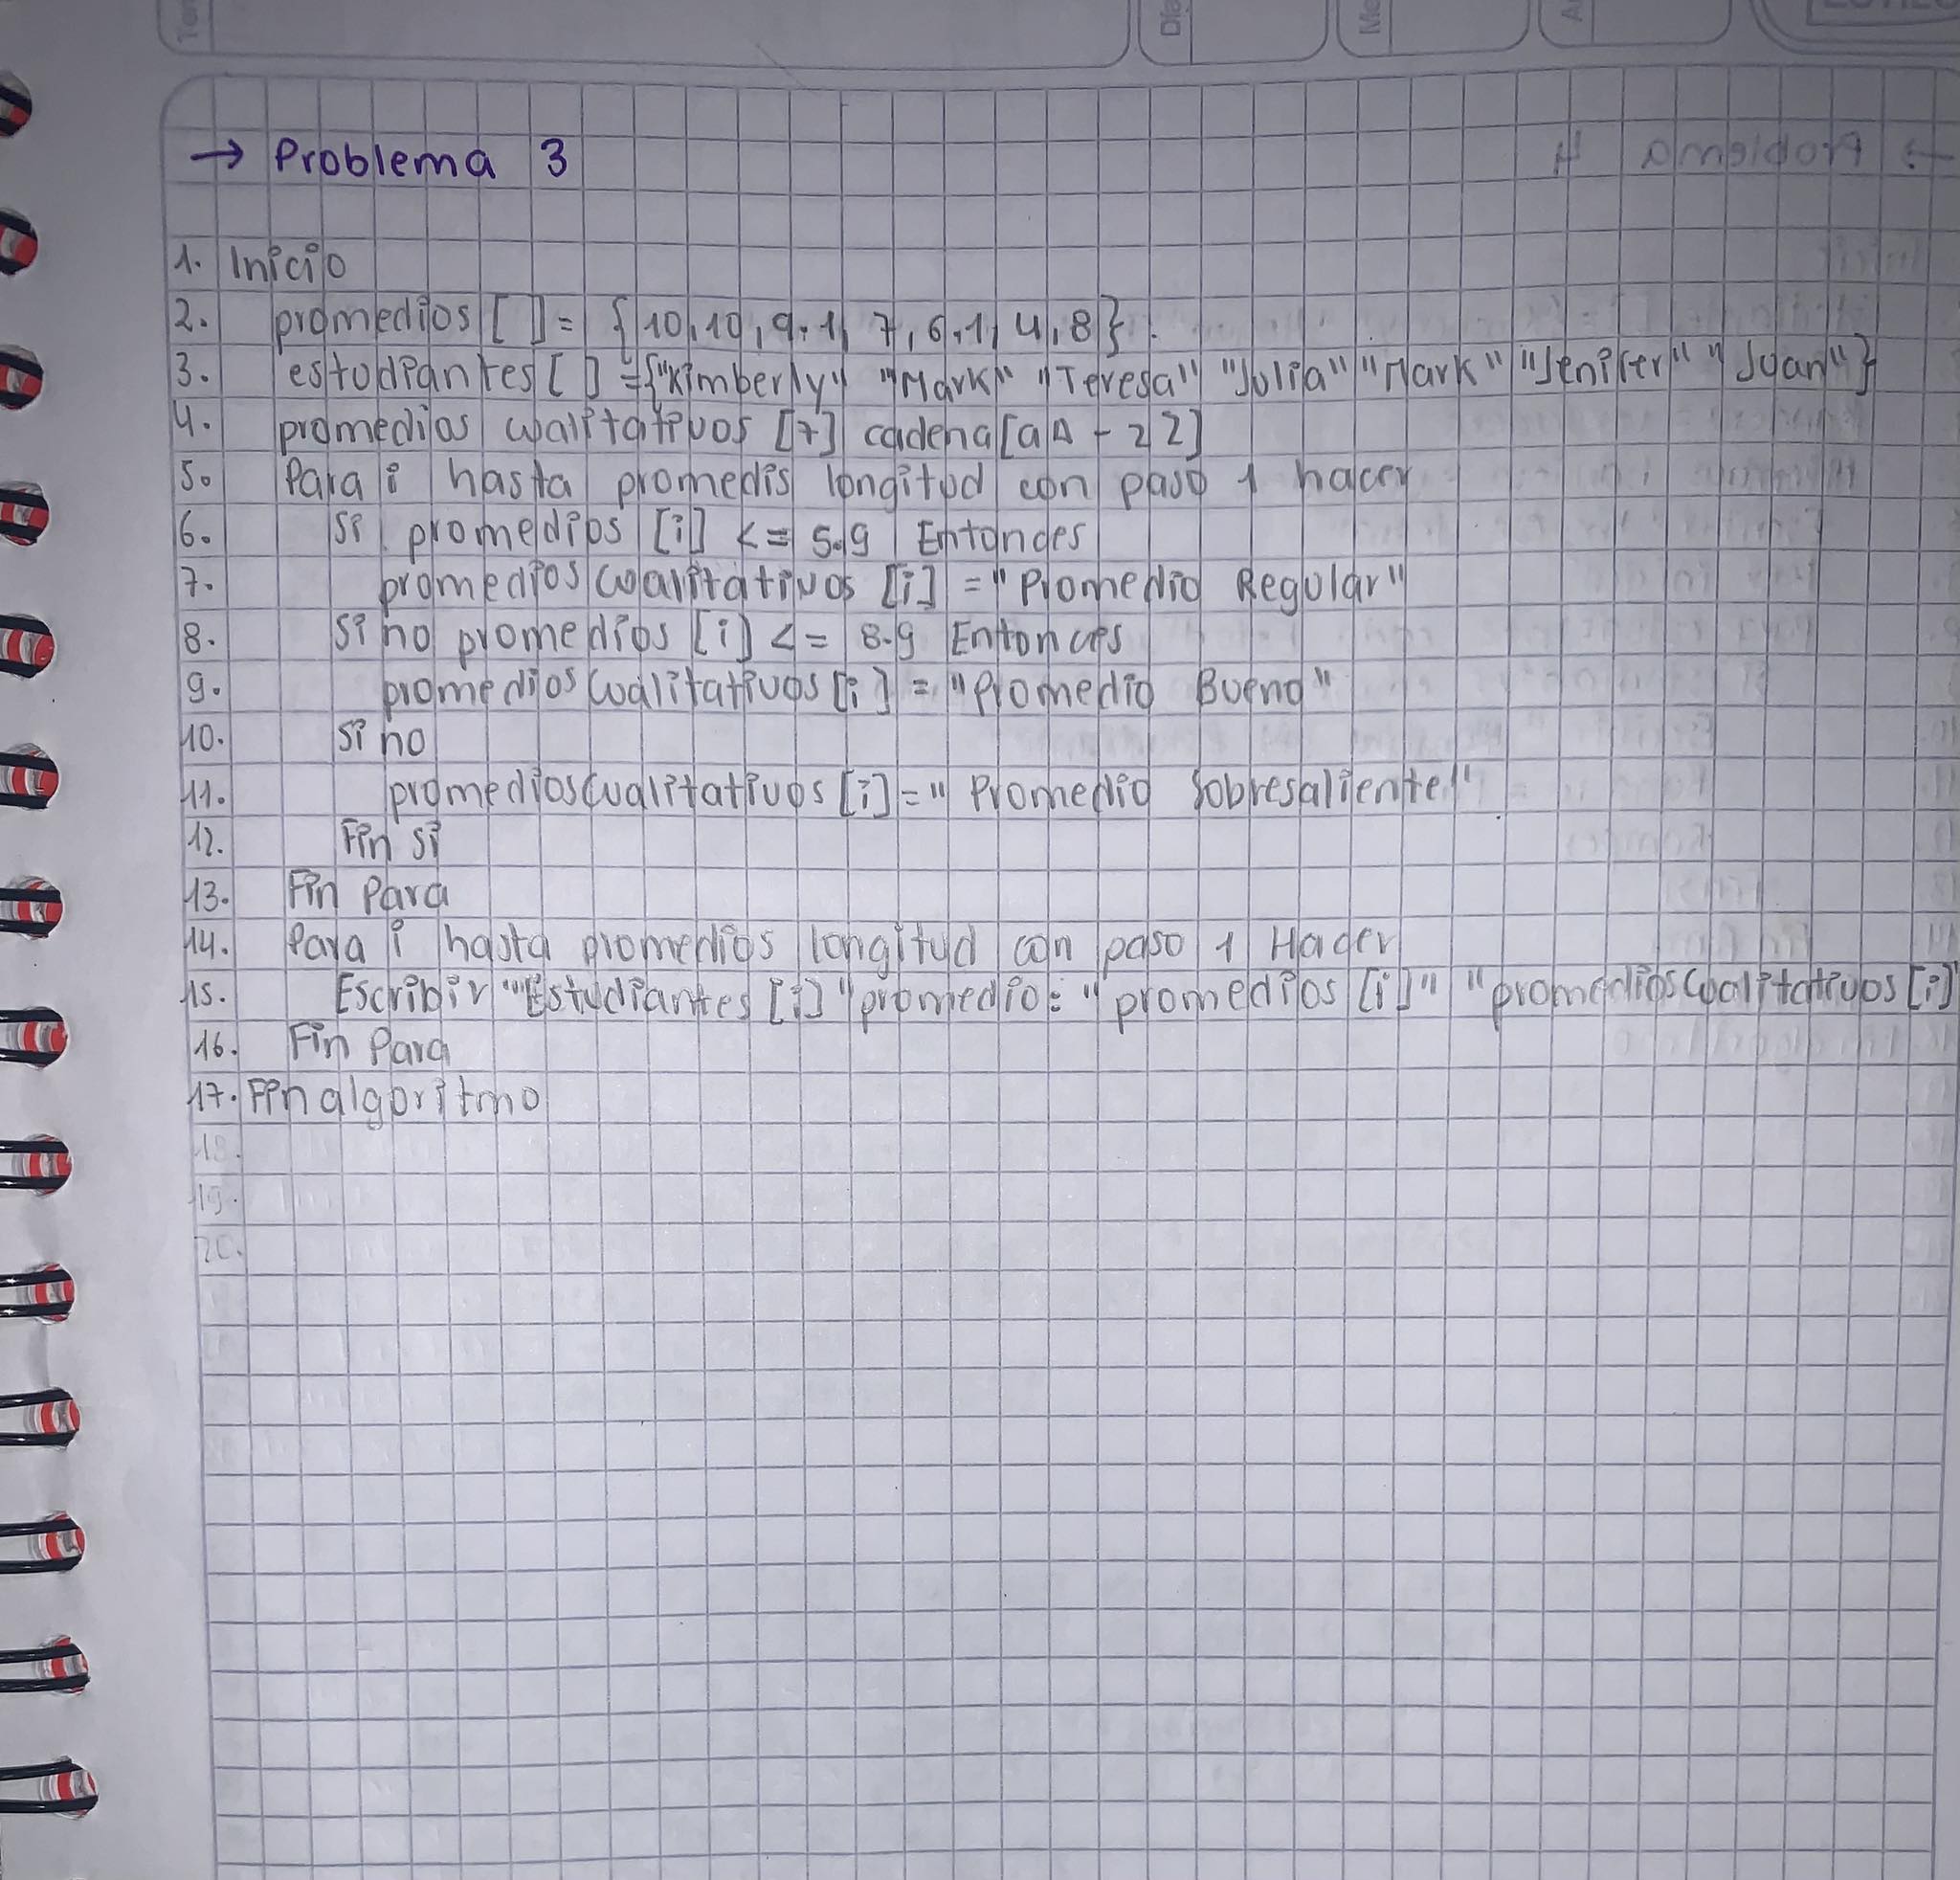 → Problema 3
1. Inicio
2. promedios [ ] = {10,10,9.1,7,6.1,4,8}.
3. estudiantes [ ] = {"Kimberly" "Mark" "Teresa" "Julia" "Mark" "Jenifer" "Juan"}
4. promedios cualitativos [7] cadena [aA - zZ]
5. Para i hasta promedis longitud con paso 1 hacer
6. Si promedios [i] <= 5.9 Entonces
7. promedios cualitativos [i] = "Promedio Regular"
8. Si no promedios [i] <= 8.9 Entonces
9. promedios Cualitativos [i] = "Promedio Bueno"
10. Si no
11. promedios Cualitativos [i] = "Promedio Sobresaliente"
12. Fin Si
13. Fin Para
14. Para i hasta promedios longitud con paso 1 Hacer
15. Escribir "Estudiantes [i] "promedio: " promedios [i]" "promedios Cualitativos [i]
16. Fin Para
17. Fin algoritmo
18.
19.
20.